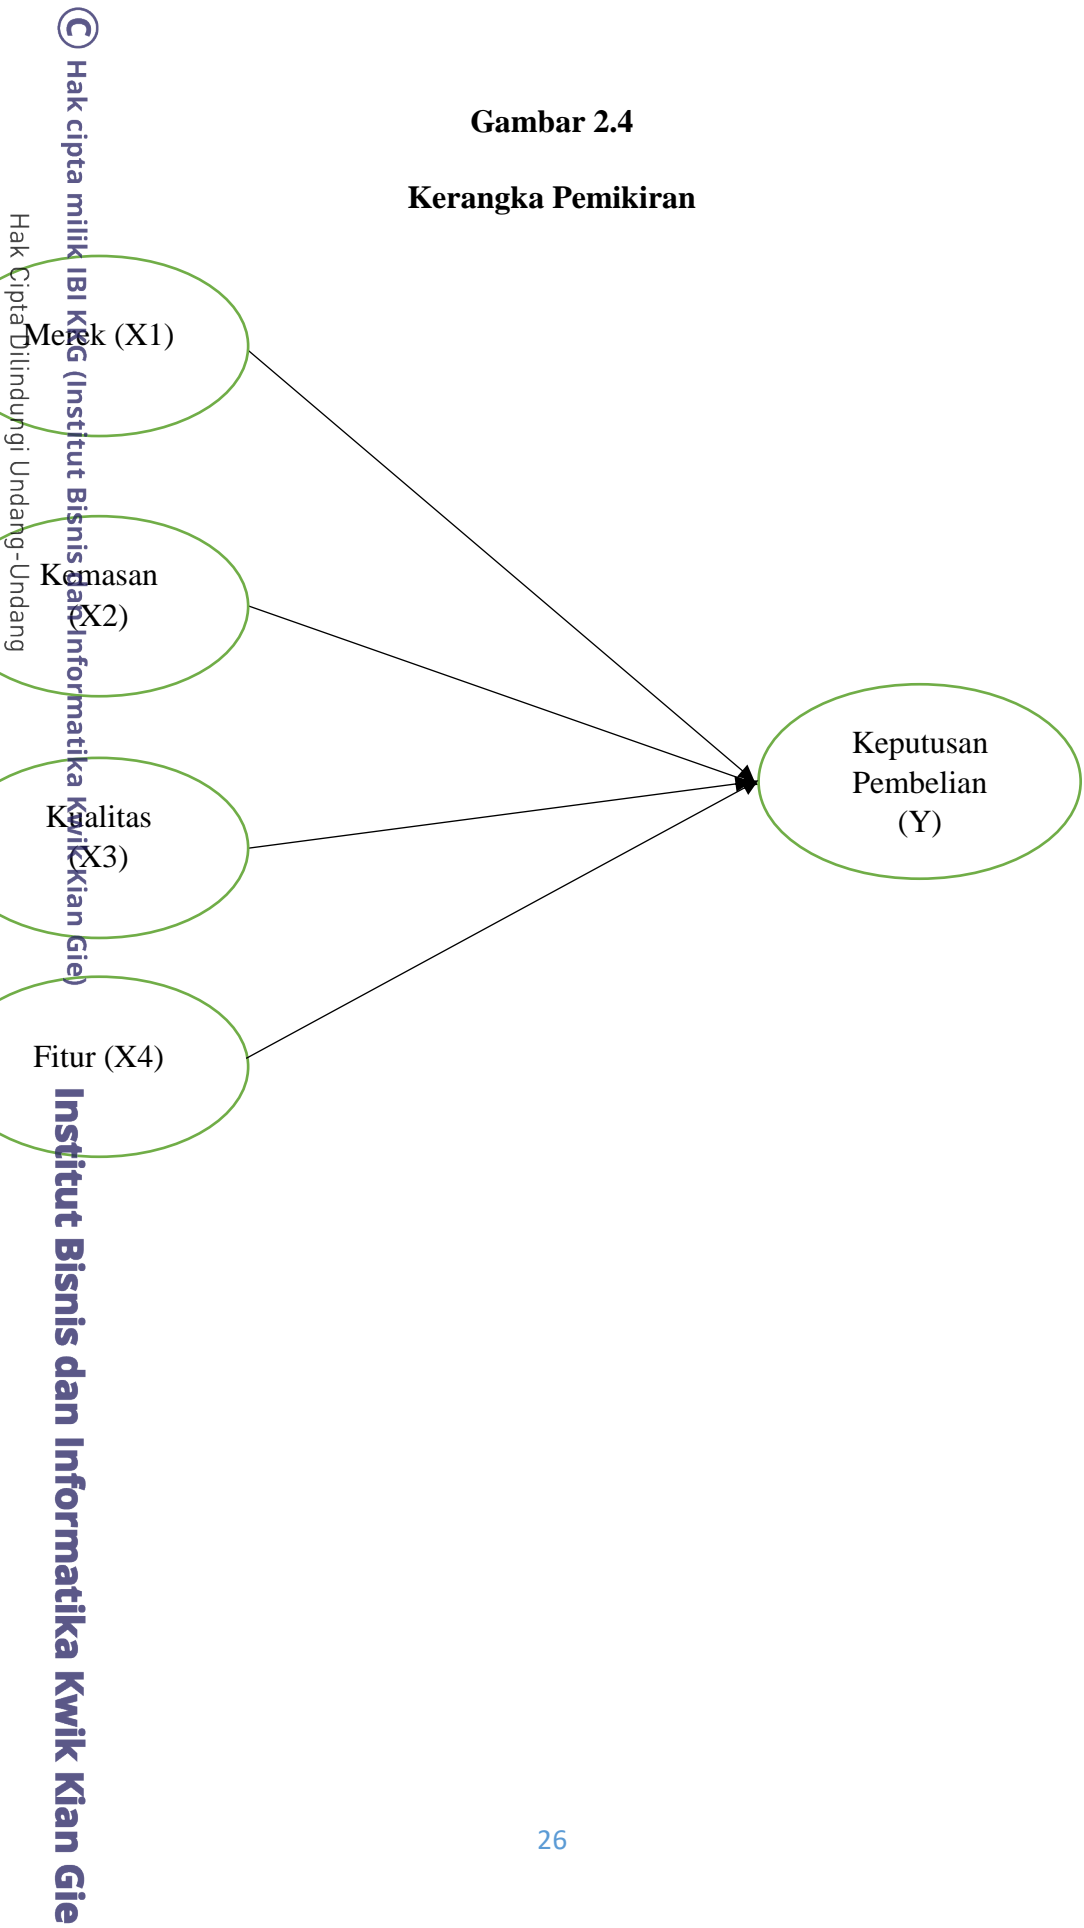 Gambar 2.4
Kerangka Pemikiran
Merek (X1)
Kemasan
(X2)
Kualitas
(X3)
Fitur (X4)
Keputusan
Pembelian
(Y)
26
© Hak cipta milik IBI KKG (Institut Bisnis dan Informatika Kwik Kian Gie)
Hak Cipta Dilindungi Undang-Undang
Institut Bisnis dan Informatika Kwik Kian Gie